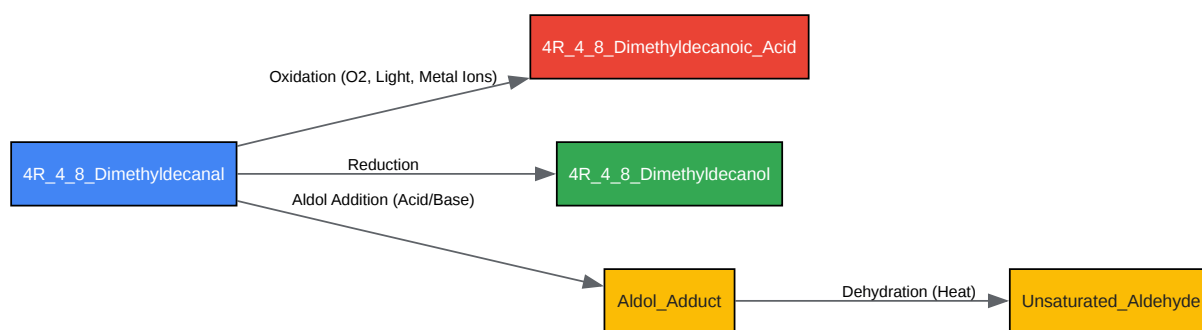 4R_4_8_Dimethyldecanoic_Acid
Oxidation (O2, Light, Metal Ions)
4R_4_8_Dimethyldecanal
Reduction
4R_4_8_Dimethyldecanol
Aldol Addition (Acid/Base)
Aldol_Adduct
Dehydration (Heat)
Unsaturated_Aldehyde